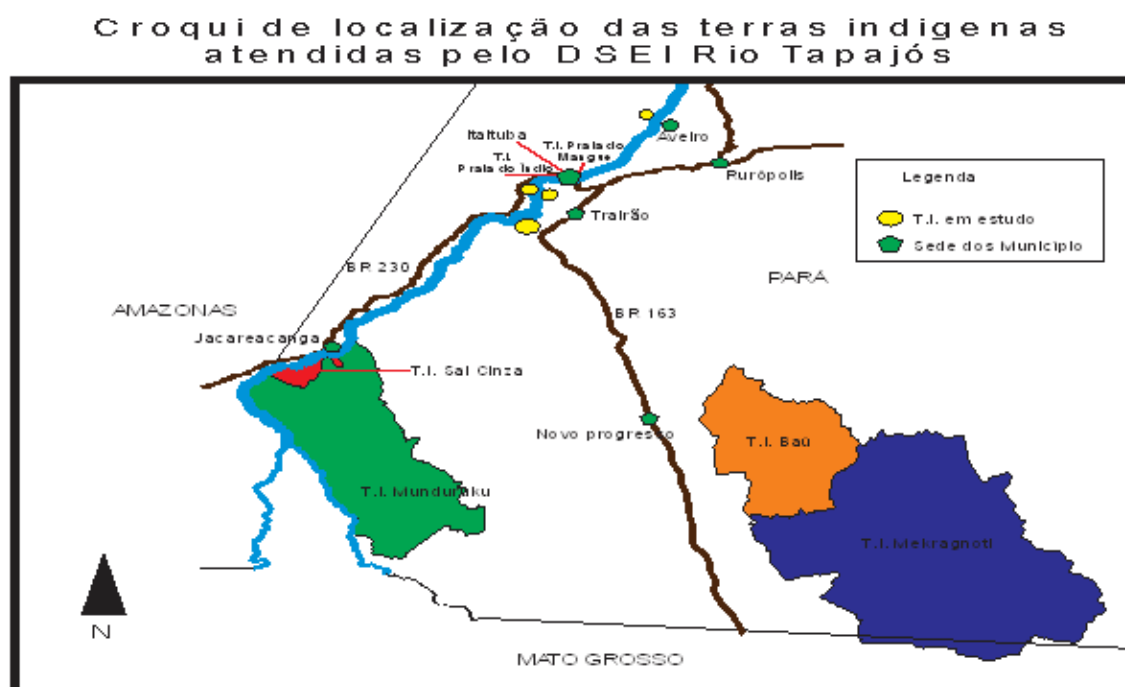 Croqui de localização das terras indigenas
atendidas pelo DSEI Rio Tapajós
Itaituba
T.I. Praia do
Mangue
T.I.
Praia do Índio
Aveiro
Rurópolis
Trairão
Legenda
T.I. em estudo
Sede dos Município
BR 230
PARÁ
AMAZONAS
BR 163
Jacareacanga
T.I. Sai Cinza
Novo progresso
T.I. Baú
T.I. Munduruku
T.I. Mekragnoti
N
MATO GROSSO